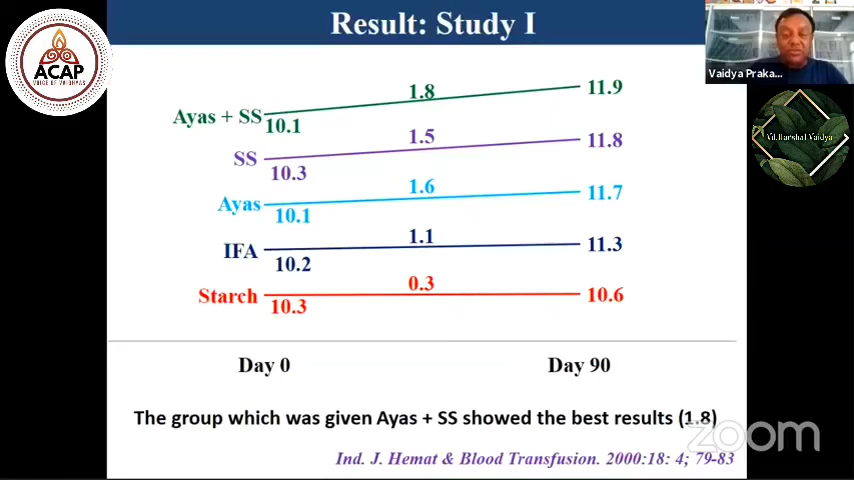 Result: Study I
ACAP
VOICE OF VAIDHYAS
Vaidya Praka...
Vd.Harshal Vaidya
Ayas + SS 10.1 1.8 11.9
SS 10.3 1.5 11.8
Ayas 10.1 1.6 11.7
IFA 10.2 1.1 11.3
Starch 10.3 0.3 10.6
Day 0 Day 90
The group which was given Ayas + SS showed the best results (1.8)
zoom
Ind. J. Hemat & Blood Transfusion. 2000:18: 4; 79-83